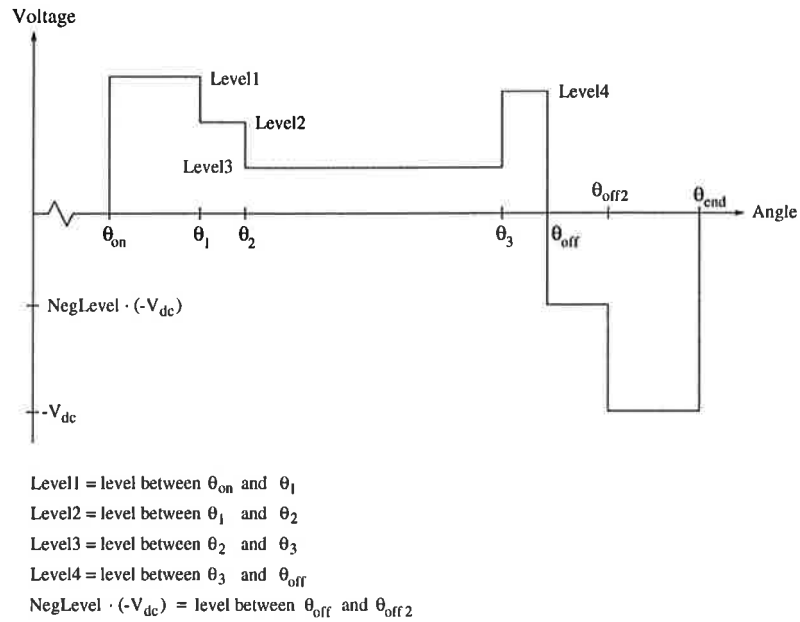 Voltage
Level1
Level2
Level3
Level4
θon
θ1
θ2
θ3
θoff
θoff2
θend
Angle
NegLevel · (-Vdc)
-Vdc
Level1 = level between θon and θ1
Level2 = level between θ1 and θ2
Level3 = level between θ2 and θ3
Level4 = level between θ3 and θoff
NegLevel · (-Vdc) = level between θoff and θoff2